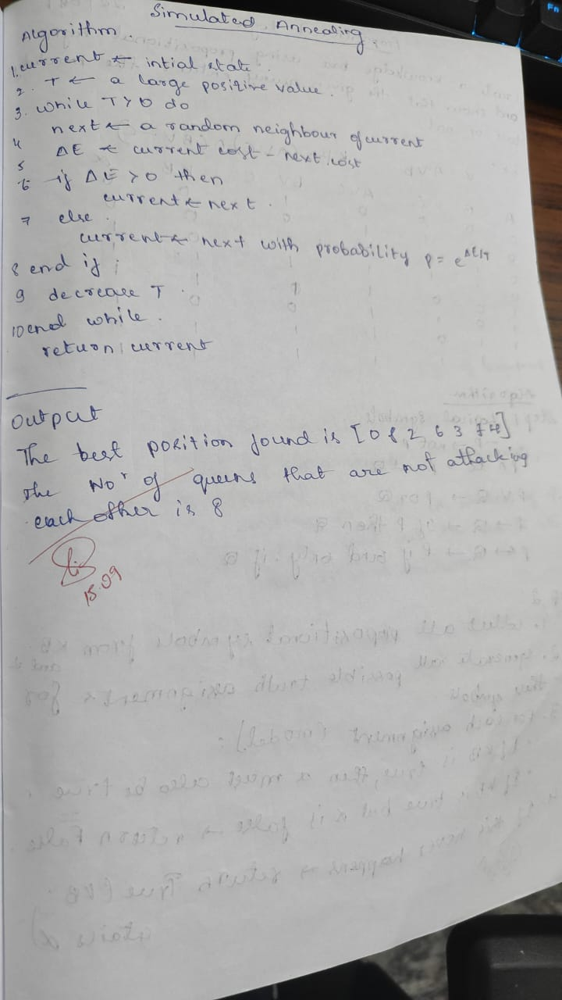 Simulated Annealing
Algorithm
1. current ← intial state
2. T ← a large positive value.
3. while T > 0 do
4 next ← a random neighbour of current
5 ΔE ← current cost - next cost
6 if ΔE > 0 then
current ← next.
7 else
current ← next with probability p = e^ΔE/T
8 end if
9 decrease T
10 end while.
return current
Output
The best position found is [0 2 6 3
The No' of queens that are not attacking
each other is 8
15.09